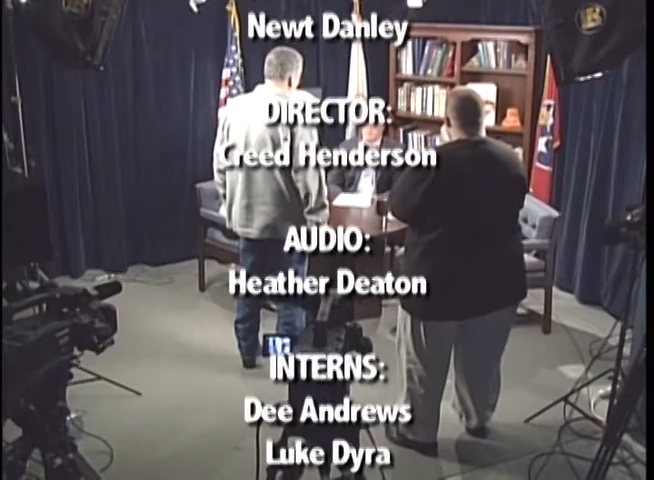 Newt Danley
DIRECTOR:
Creed Henderson
AUDIO:
Heather Deaton
INTERNS:
Dee Andrews
Luke Dyra